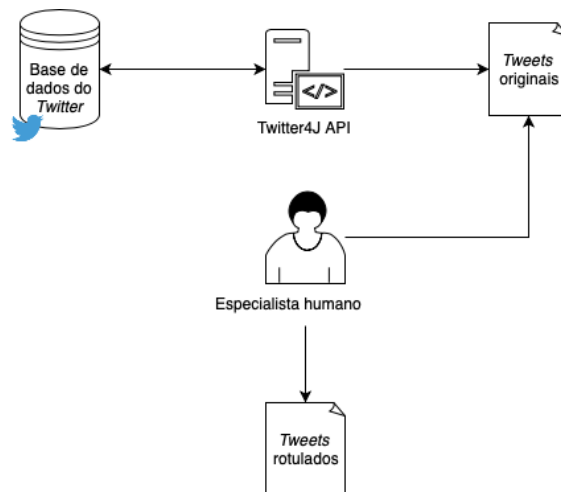 Base de
dados do
Twitter
</>
Twitter4J API
Tweets
originais
Especialista humano
Tweets
rotulados